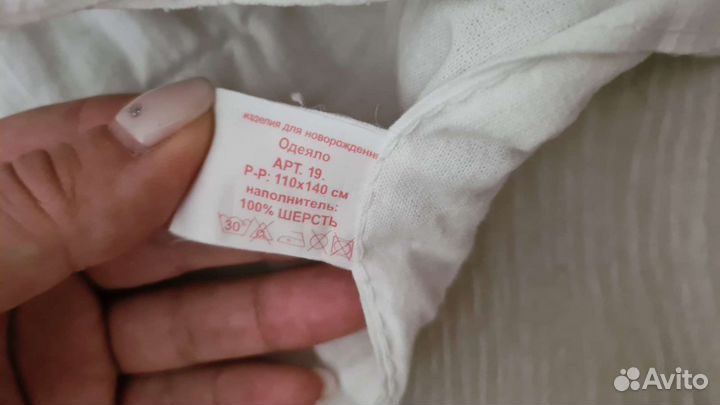 изделия для новорожденн
Одеяло
АРТ. 19.
Р-Р: 110х140 см
наполнитель:
100% ШЕРСТЬ
30°
Avito